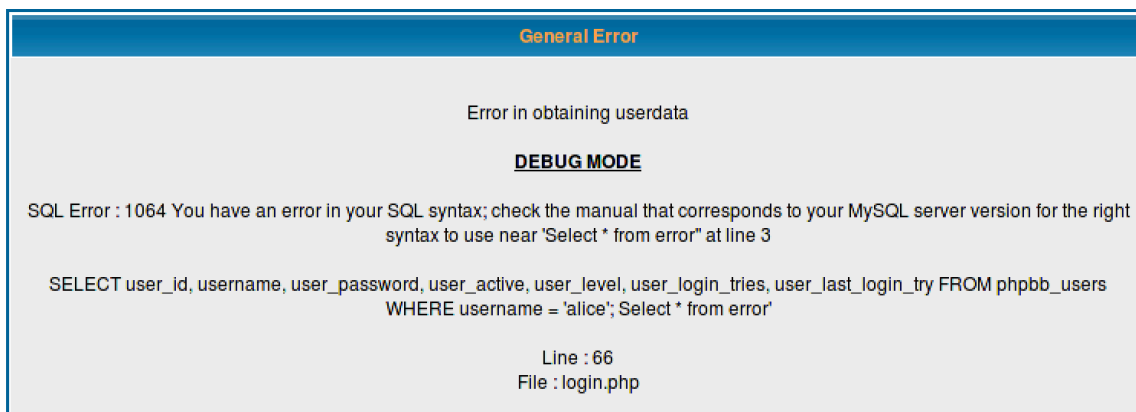 General Error
Error in obtaining userdata
DEBUG MODE
SQL Error : 1064 You have an error in your SQL syntax; check the manual that corresponds to your MySQL server version for the right
syntax to use near 'Select * from error'' at line 3
SELECT user_id, username, user_password, user_active, user_level, user_login_tries, user_last_login_try FROM phpbb_users
WHERE username = 'alice'; Select * from error'
Line : 66
File : login.php